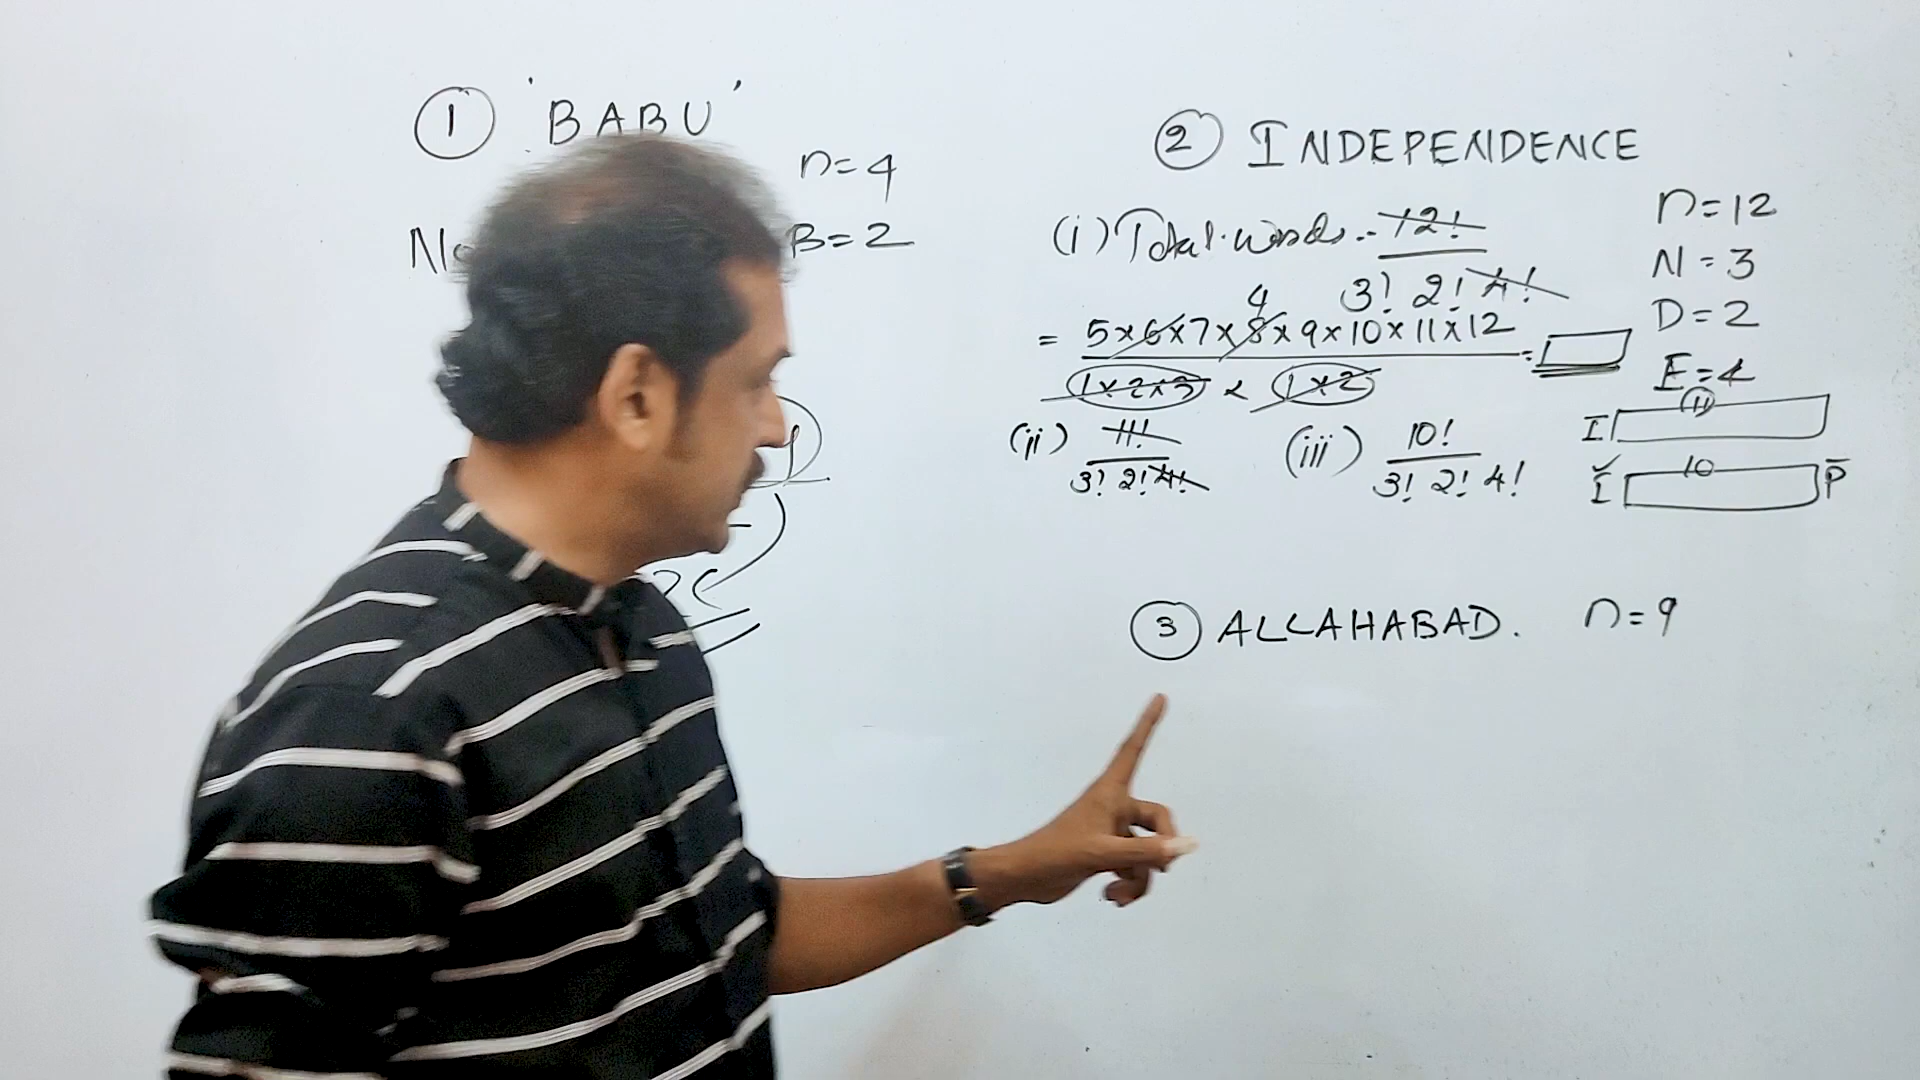 1 'BABU'
n=4
B=2
2 INDEPENDENCE
n=12
N=3
D=2
E=4
(i) Total words = 12!
3! 2! 4!
4
= 5×6×7×8×9×10×11×12 =
1×2×3 × 1×2
(ii) 11!
3! 2! 4!
(iii) 10!
3! 2! 4!
I 11
I 10 P
3 ALLAHABAD. n=9